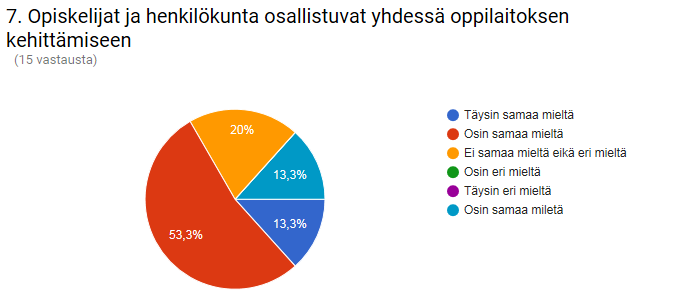 7. Opiskelijat ja henkilökunta osallistuvat yhdessä oppilaitoksen
kehittämiseen
(15 vastausta)
20%
13,3%
13,3%
53,3%
Täysin samaa mieltä
Osin samaa mieltä
Ei samaa mieltä eikä eri mieltä
Osin eri mieltä
Täysin eri mieltä
Osin samaa miletä